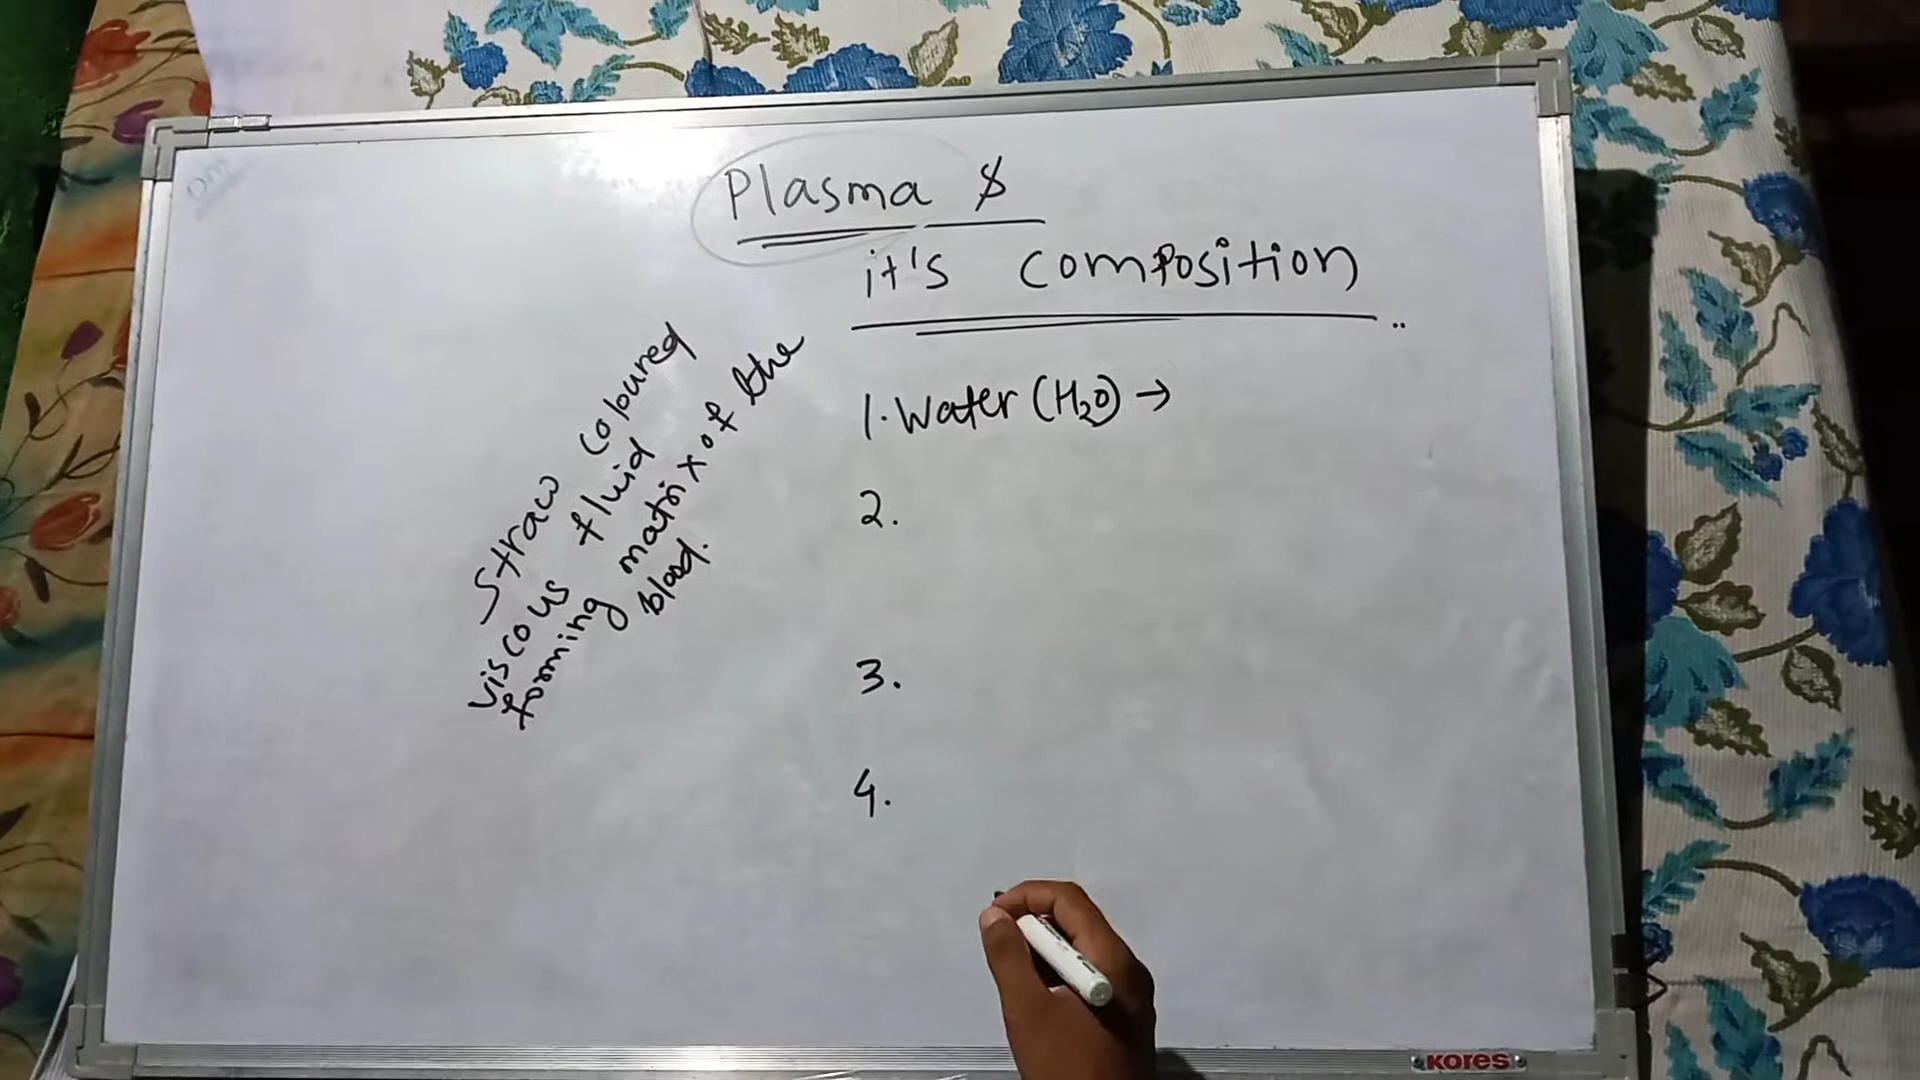 Om
Plasma &
it's composition
Straw coloured
viscous fluid
forming matrix of the
blood.
1. Water (H₂O) →
2.
3.
4.
KORES